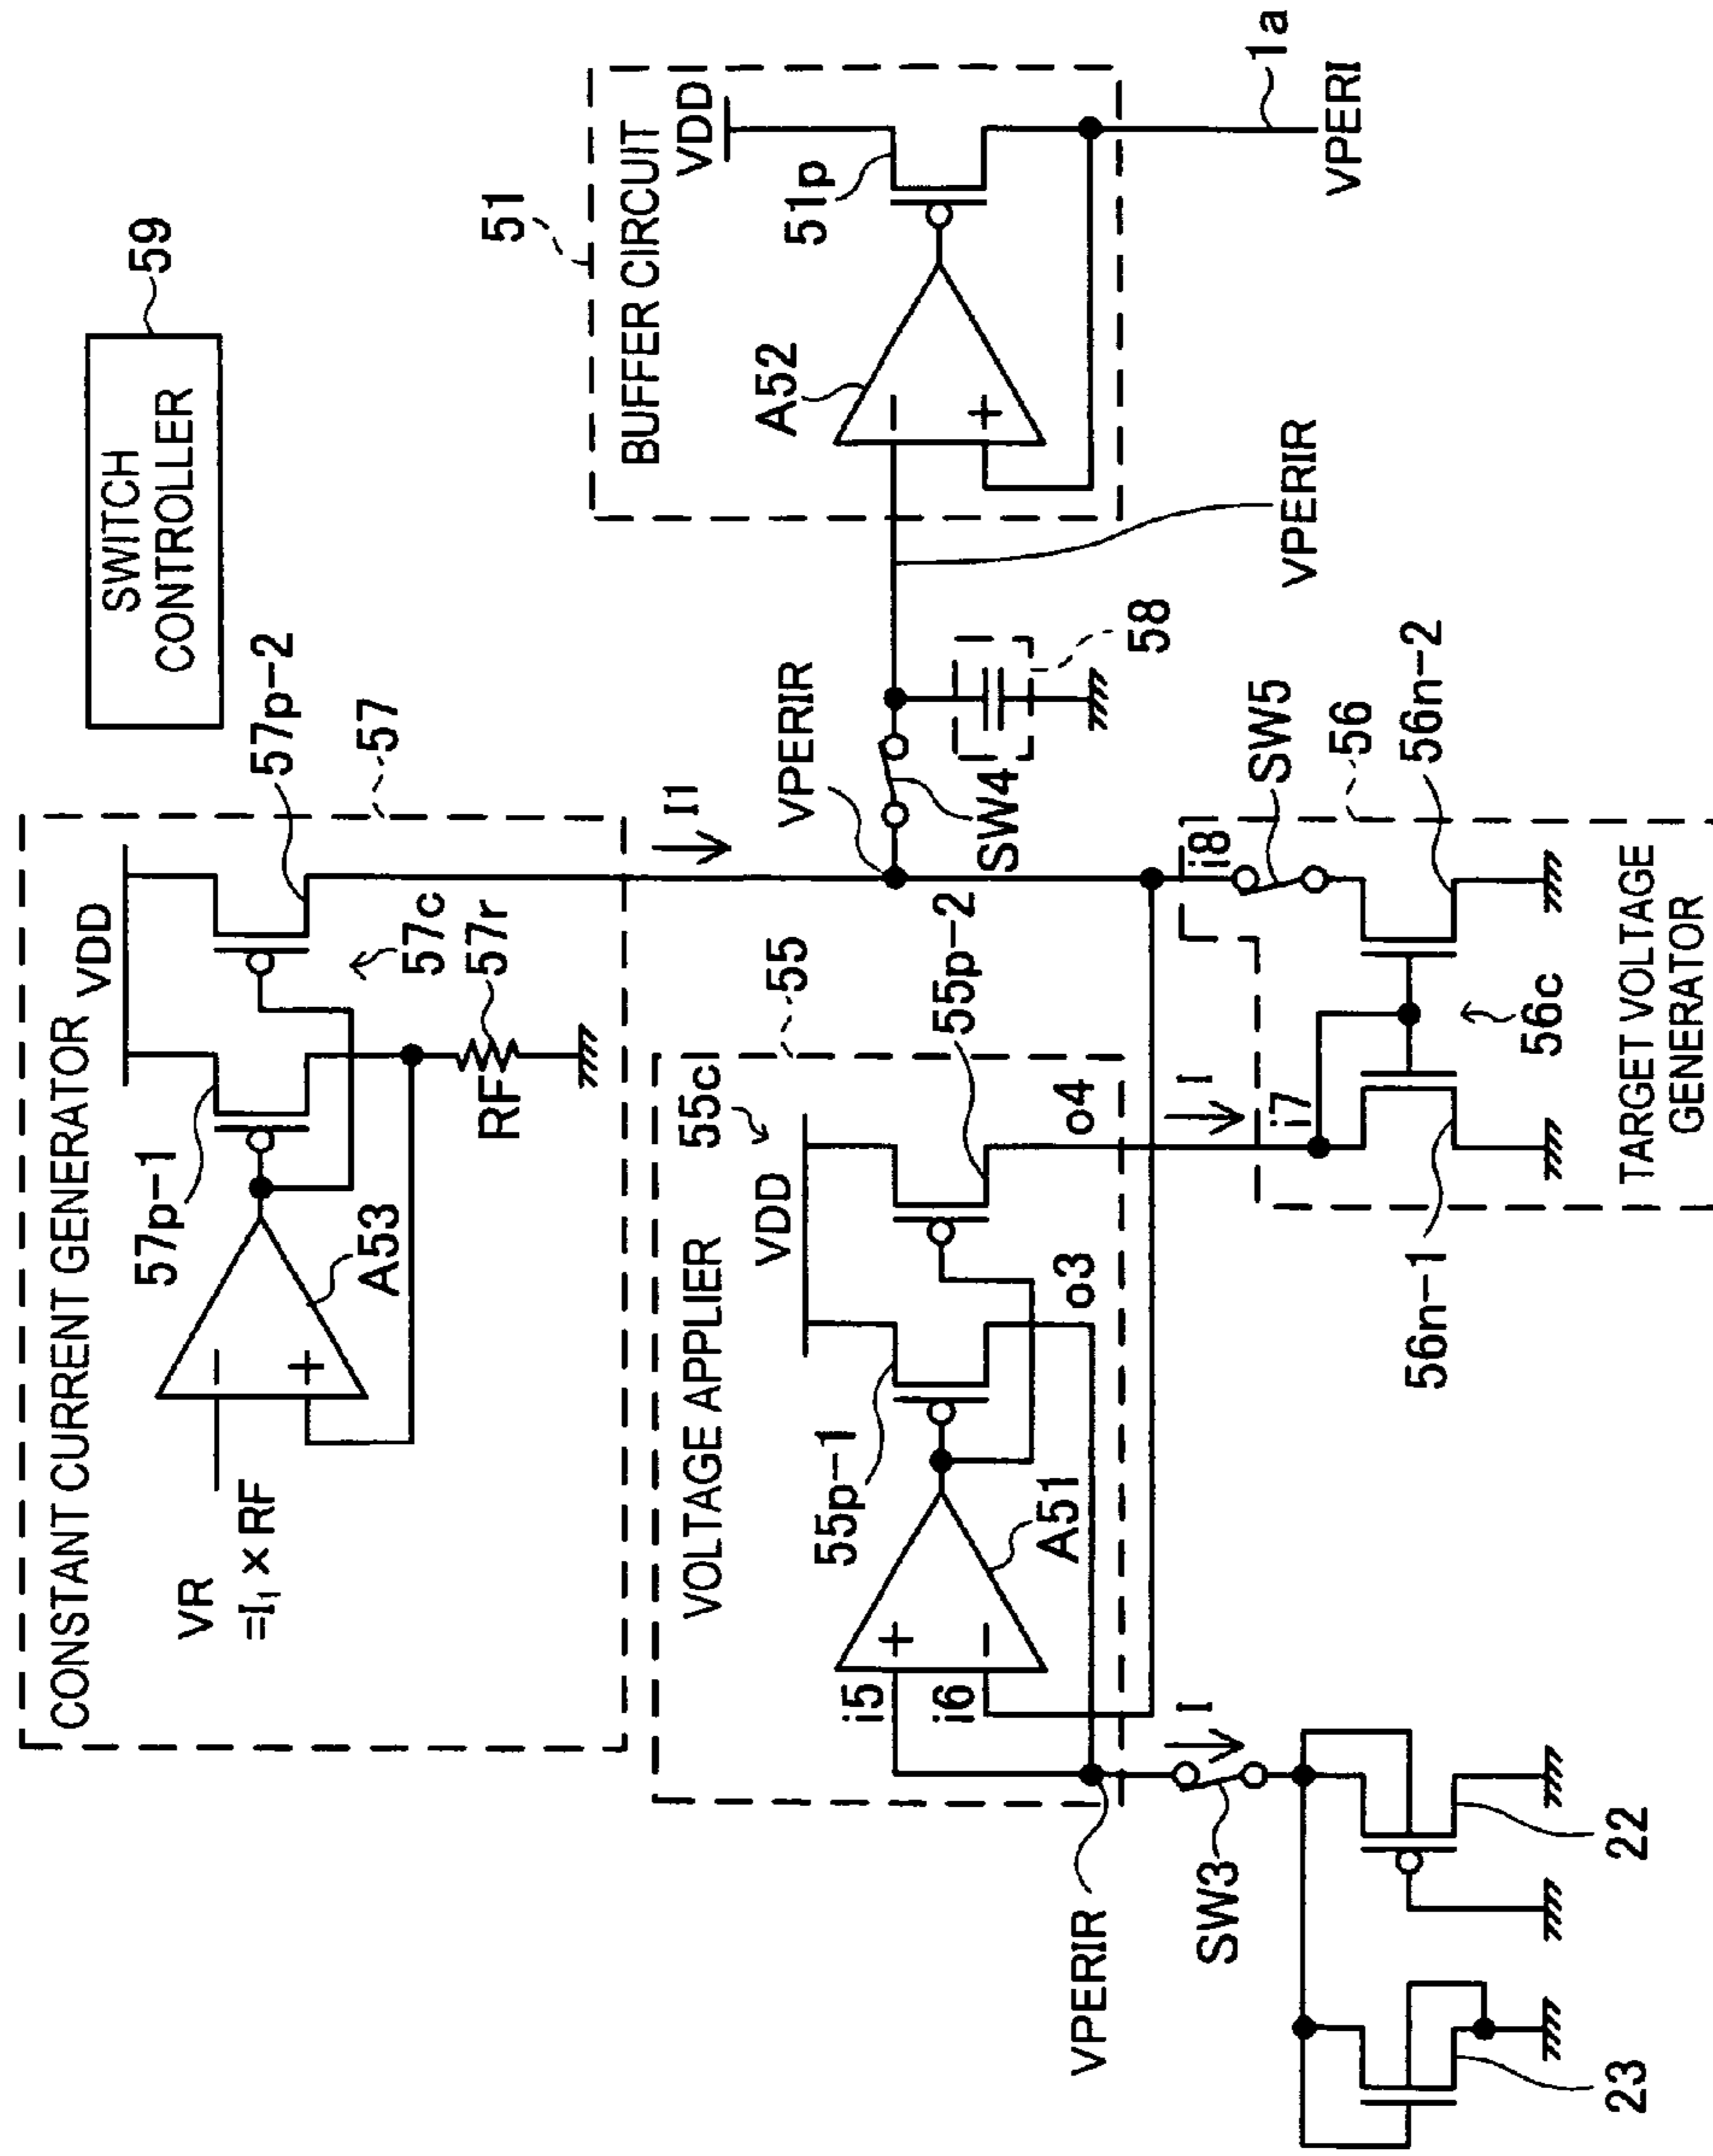 SWITCH
CONTROLLER
59
CONSTANT CURRENT GENERATOR
57
VDD
57p-1
57p-2
57c
57r
RF
A53
VR
=I₁ × RF
I1
51
BUFFER CIRCUIT
VDD
51p
A52
1a
VPERI
VPERIR
VPERIR
SW4
58
55
VOLTAGE APPLIER
55c
VDD
55p-1
55p-2
A51
i5
i6
o3
o4
VPERIR
I
I
SW3
22
23
56
TARGET VOLTAGE
GENERATOR
i7
i8
SW5
56c
56n-1
56n-2